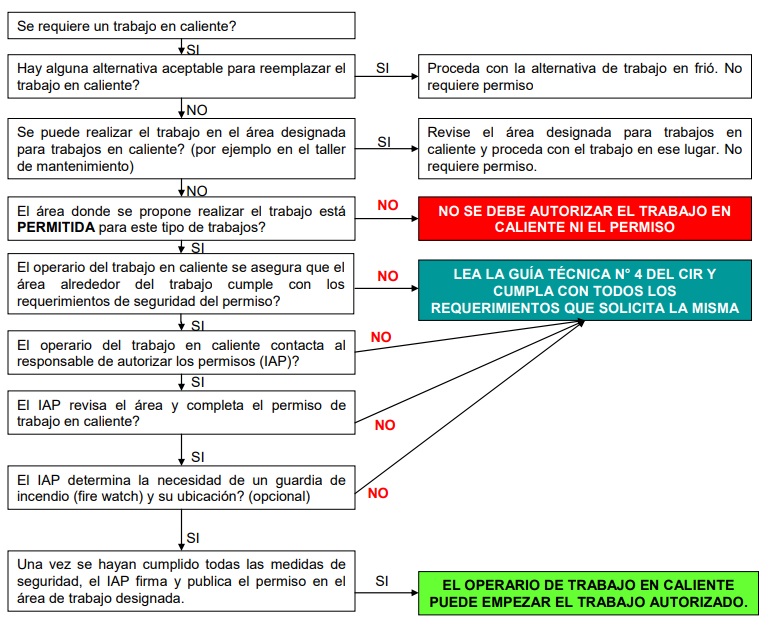 Se requiere un trabajo en caliente?
SI
Hay alguna alternativa aceptable para reemplazar el
trabajo en caliente?
SI
Proceda con la alternativa de trabajo en frió. No
requiere permiso
NO
Se puede realizar el trabajo en el área designada
para trabajos en caliente? (por ejemplo en el taller
de mantenimiento)
SI
Revise el área designada para trabajos en
caliente y proceda con el trabajo en ese lugar. No
requiere permiso.
NO
El área donde se propone realizar el trabajo está
PERMITIDA para este tipo de trabajos?
NO
NO SE DEBE AUTORIZAR EL TRABAJO EN
CALIENTE NI EL PERMISO
SI
El operario del trabajo en caliente se asegura que el
área alrededor del trabajo cumple con los
requerimientos de seguridad del permiso?
NO
LEA LA GUÍA TÉCNICA N° 4 DEL CIR Y
CUMPLA CON TODOS LOS
REQUERIMIENTOS QUE SOLICITA LA MISMA
SI
El operario del trabajo en caliente contacta al
responsable de autorizar los permisos (IAP)?
NO
SI
El IAP revisa el área y completa el permiso de
trabajo en caliente?
NO
SI
El IAP determina la necesidad de un guardia de
incendio (fire watch) y su ubicación? (opcional)
NO
SI
Una vez se hayan cumplido todas las medidas de
seguridad, el IAP firma y publica el permiso en el
área de trabajo designada.
SI
EL OPERARIO DE TRABAJO EN CALIENTE
PUEDE EMPEZAR EL TRABAJO AUTORIZADO.